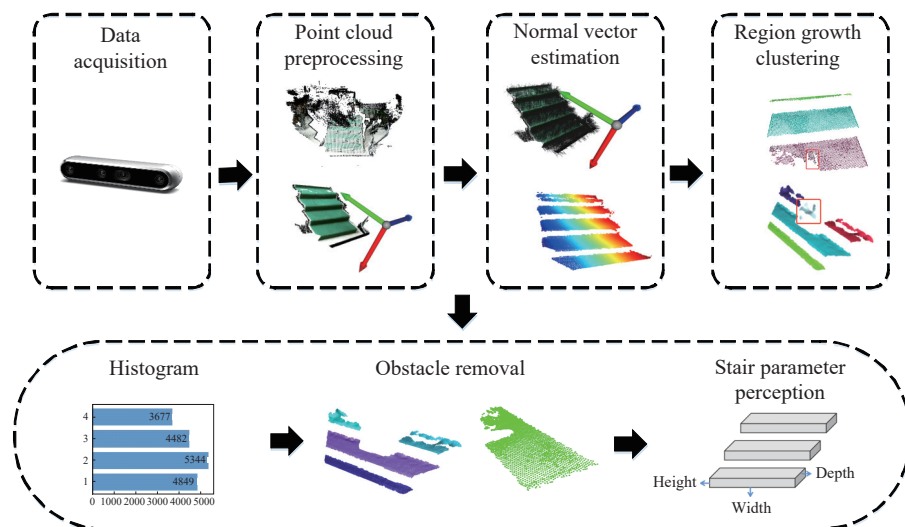 Data
acquisition
Point cloud
preprocessing
Normal vector
estimation
Region growth
clustering
Histogram
4
3677
3
4482
2
5344
1
4849
0 1000 2000 3000 4000 5000
Obstacle removal
Stair parameter
perception
Height
Depth
Width